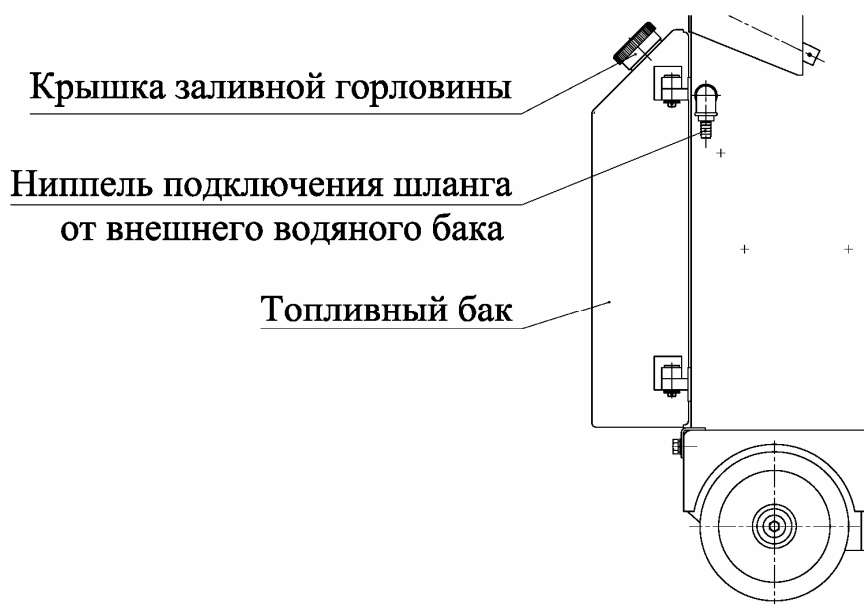 Крышка заливной горловины
Ниппель подключения шланга
от внешнего водяного бака
Топливный бак